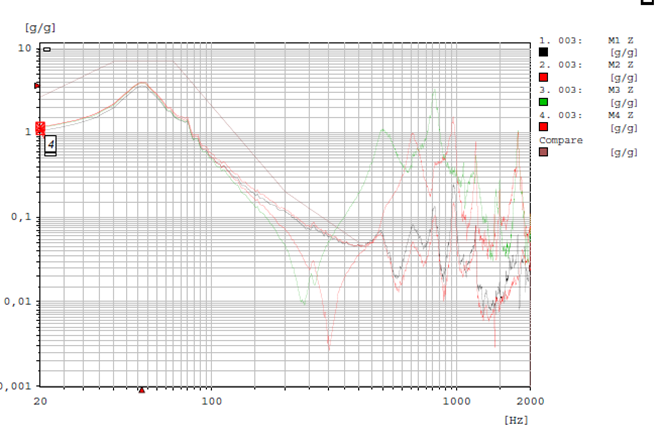 [g/g]
10
1
0,1
0,01
0,001
4
20
100
1000
2000
[Hz]
1. 003: M1 Z
[g/g]
2. 003: M2 Z
[g/g]
3. 003: M3 Z
[g/g]
4. 003: M4 Z
[g/g]
Compare
[g/g]